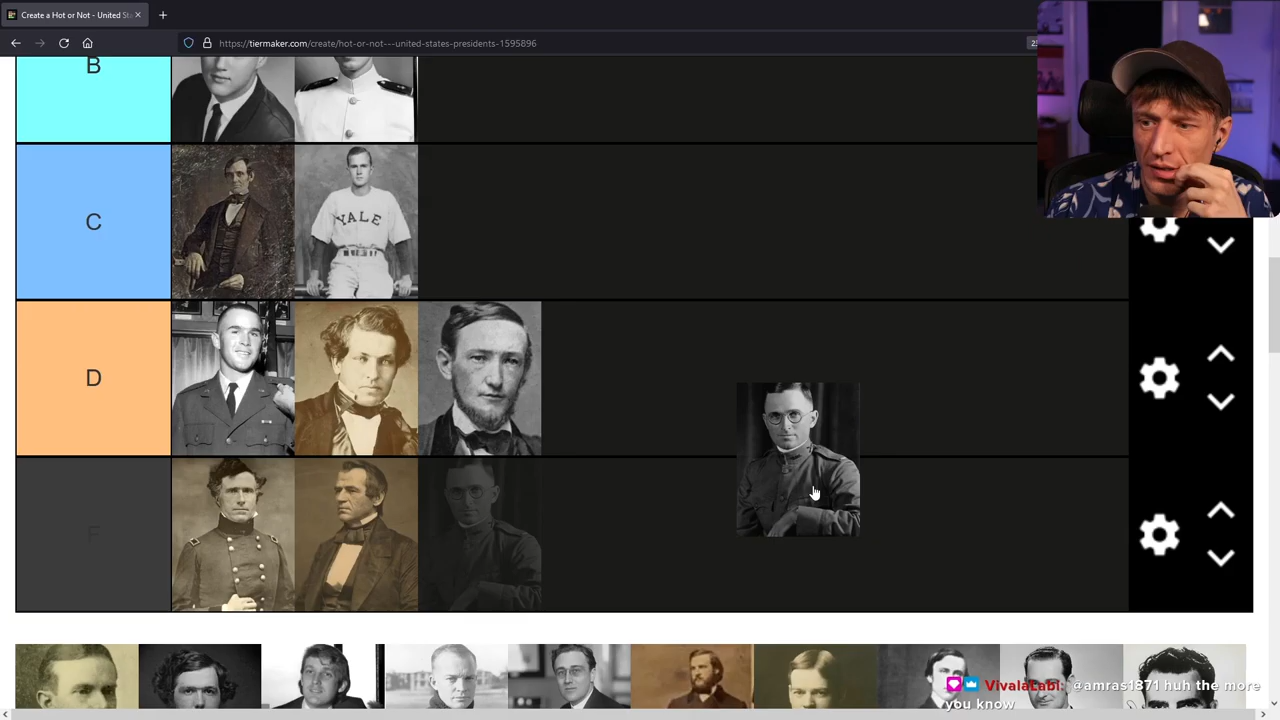 Create a Hot or Not - United St
https://tiermaker.com/create/hot-or-not---united-states-presidents-1595896
B
C
YALE
D
F
VivalaLabi: @amras1871 huh the more
you know